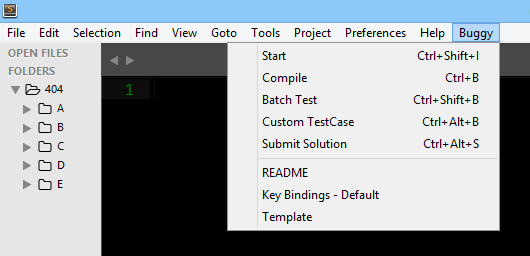 File Edit Selection Find View Goto Tools Project Preferences Help Buggy
OPEN FILES
FOLDERS
404
A
B
C
D
E
1
Start Ctrl+Shift+I
Compile Ctrl+B
Batch Test Ctrl+Shift+B
Custom TestCase Ctrl+Alt+B
Submit Solution Ctrl+Alt+S
README
Key Bindings - Default
Template